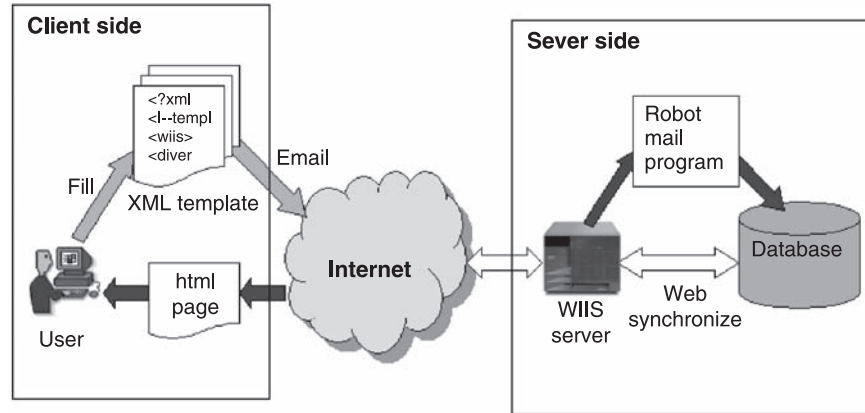 Client side
<?xml
<!--templ
<wiis>
<diver
Fill
Email
XML template
html
page
User
Internet
Sever side
Robot
mail
program
Database
WIIS
server
Web
synchronize